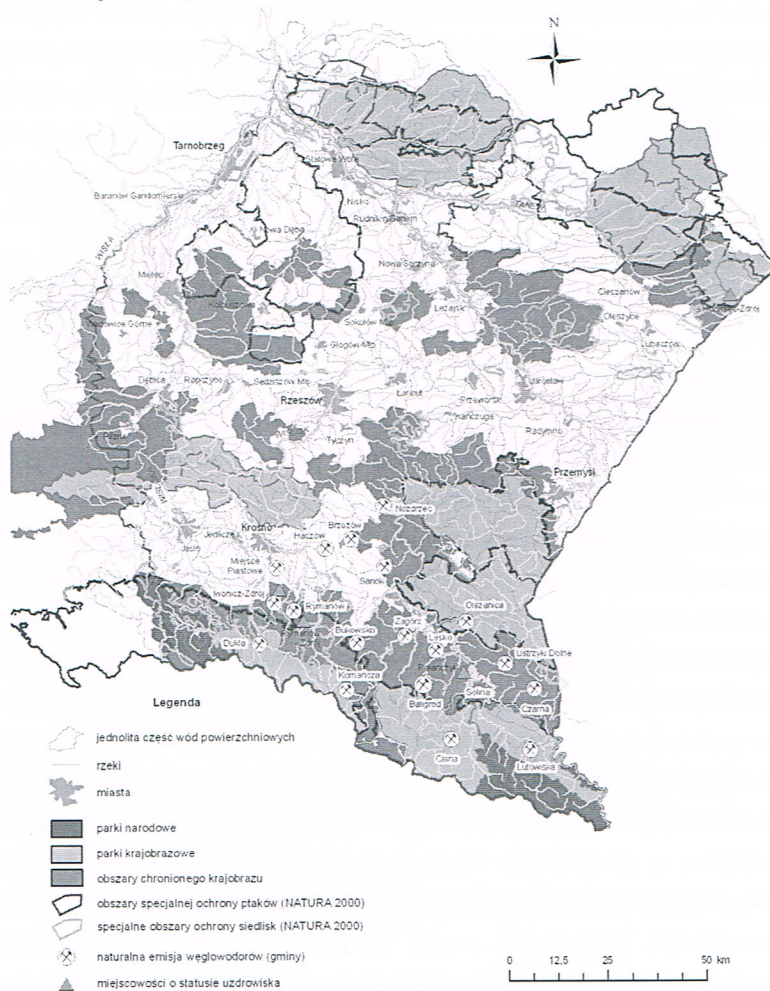 N
Tarnobrzeg
Stalowa Wola
Baranów Sandomierski
Nisko
Rudnik n/Sanem
WISŁA
Nowa Dęba
Nowa Sarzyna
Mielec
Cieszanów
Leżajsk
Oleszyce
Sokołów Młp
Radomyśl
Lubaczów
Głogów Młp
Dębica
Ropczyce
Sędziszów Młp
Łańcut
Przeworsk
Jarosław
Rzeszów
Kańczuga
Pilzno
Tyczyn
Radymno
Przemyśl
Nozdrzec
Brzozów
Krosno
Haczów
Jedlicze
Jasło
Miejsce
Piastowe
Sanok
Iwonicz-Zdrój
Rymanów
Olszanica
Zagórz
Bukowsko
Lesko
Dukla
Ustrzyki Dolne
Komańcza
Solina
Baligród
Czarna
Cisna
Lutowiska
Legenda
jednolita część wód powierzchniowych
rzeki
miasta
parki narodowe
parki krajobrazowe
obszary chronionego krajobrazu
obszary specjalnej ochrony ptaków (NATURA 2000)
specjalne obszary ochrony siedlisk (NATURA 2000)
naturalna emisja węglowodorów (gminy)
miejscowości o statusie uzdrowiska
0 12,5 25 50 km